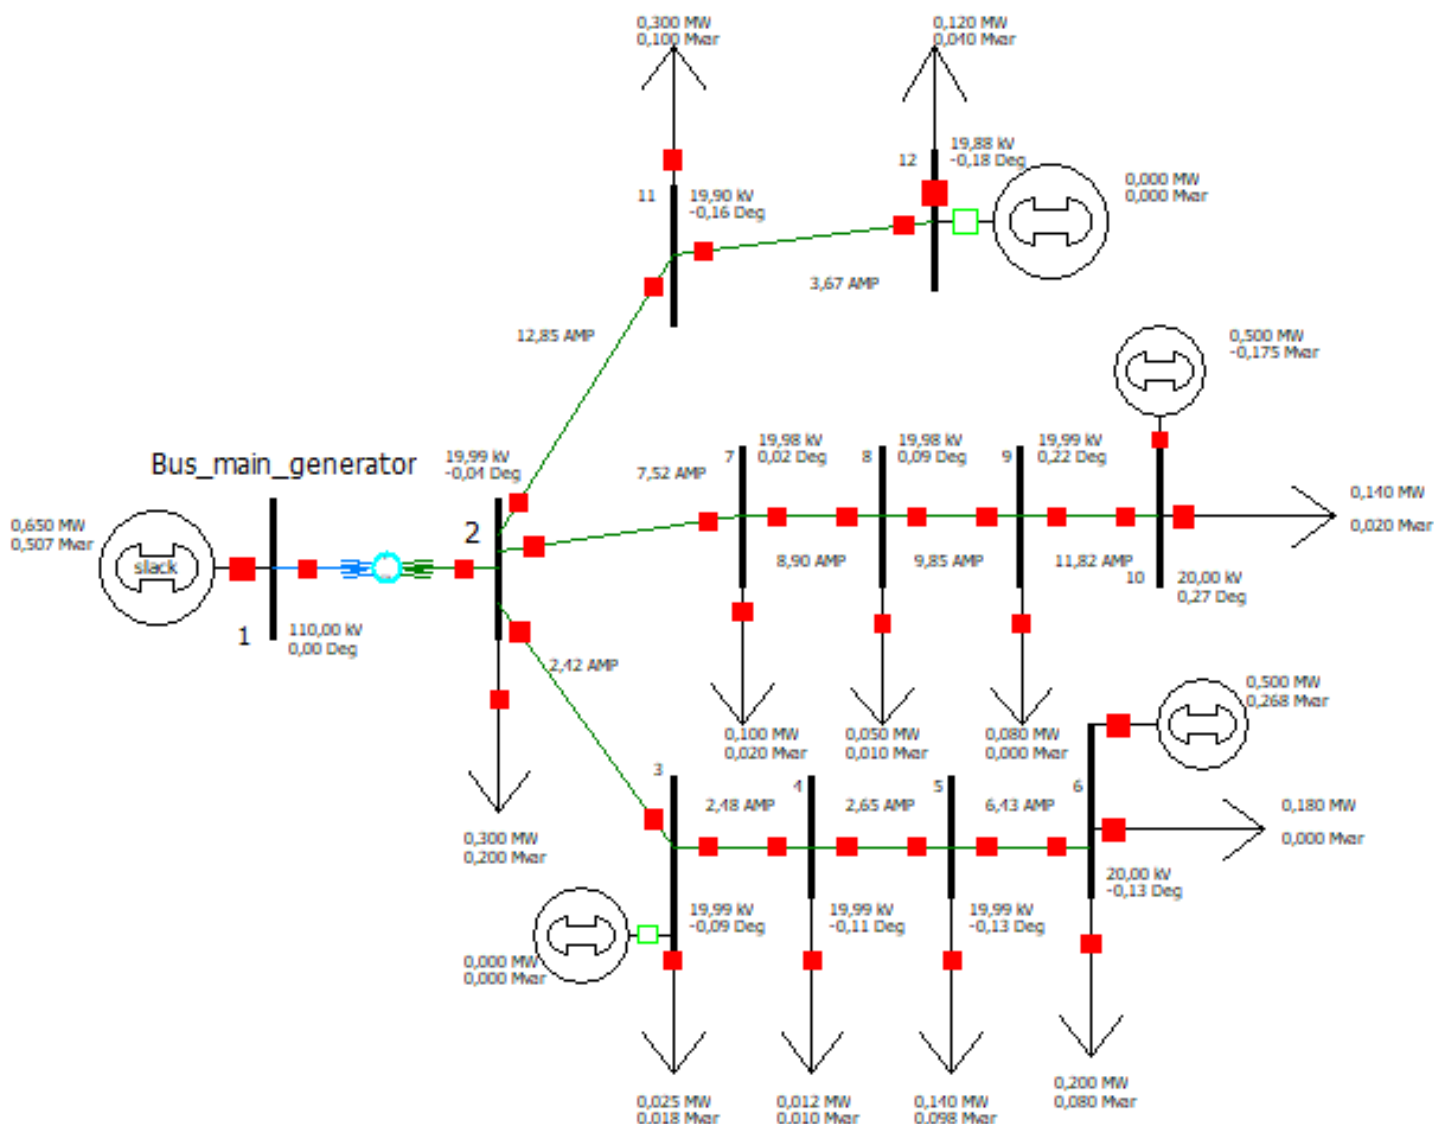 0,300 MW
0,100 Mvar
0,120 MW
0,040 Mvar
12
19,88 kV
-0,18 Deg
0,000 MW
0,000 Mvar
11
19,90 kV
-0,16 Deg
3,67 AMP
12,85 AMP
0,500 MW
-0,175 Mvar
Bus_main_generator
19,99 kV
-0,04 Deg
7,52 AMP
7
19,98 kV
0,02 Deg
8
19,98 kV
0,09 Deg
9
19,99 kV
0,22 Deg
0,140 MW
0,020 Mvar
0,650 MW
0,507 Mvar
slack
2
8,90 AMP
9,85 AMP
11,82 AMP
10
20,00 kV
0,27 Deg
1
110,00 kV
0,00 Deg
2,42 AMP
0,500 MW
0,268 Mvar
0,100 MW
0,020 Mvar
0,050 MW
0,010 Mvar
0,080 MW
0,000 Mvar
3
2,48 AMP
4
2,65 AMP
5
6,43 AMP
6
0,180 MW
0,000 Mvar
0,300 MW
0,200 Mvar
20,00 kV
-0,13 Deg
19,99 kV
-0,09 Deg
19,99 kV
-0,11 Deg
19,99 kV
-0,13 Deg
0,000 MW
0,000 Mvar
0,025 MW
0,018 Mvar
0,012 MW
0,010 Mvar
0,140 MW
0,098 Mvar
0,200 MW
0,080 Mvar